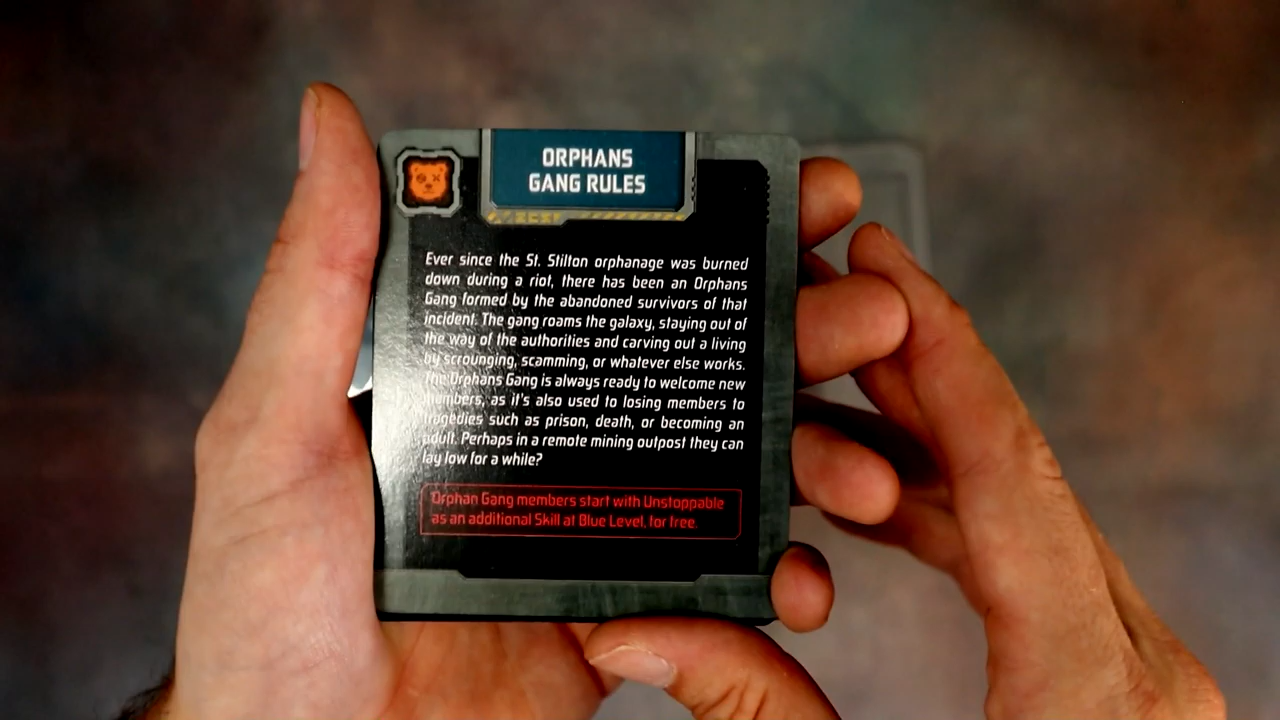 ORPHANS
GANG RULES
Ever since the St. Stilton orphanage was burned
down during a riot, there has been an Orphans
Gang formed by the abandoned survivors of that
incident. The gang roams the galaxy, staying out of
the way of the authorities and carving out a living
by scrounging, scamming, or whatever else works.
The Orphans Gang is always ready to welcome new
members, as it's also used to losing members to
tragedies such as prison, death, or becoming an
adult. Perhaps in a remote mining outpost they can
lay low for a while?
Orphan Gang members start with Unstoppable
as an additional Skill at Blue Level, for free.